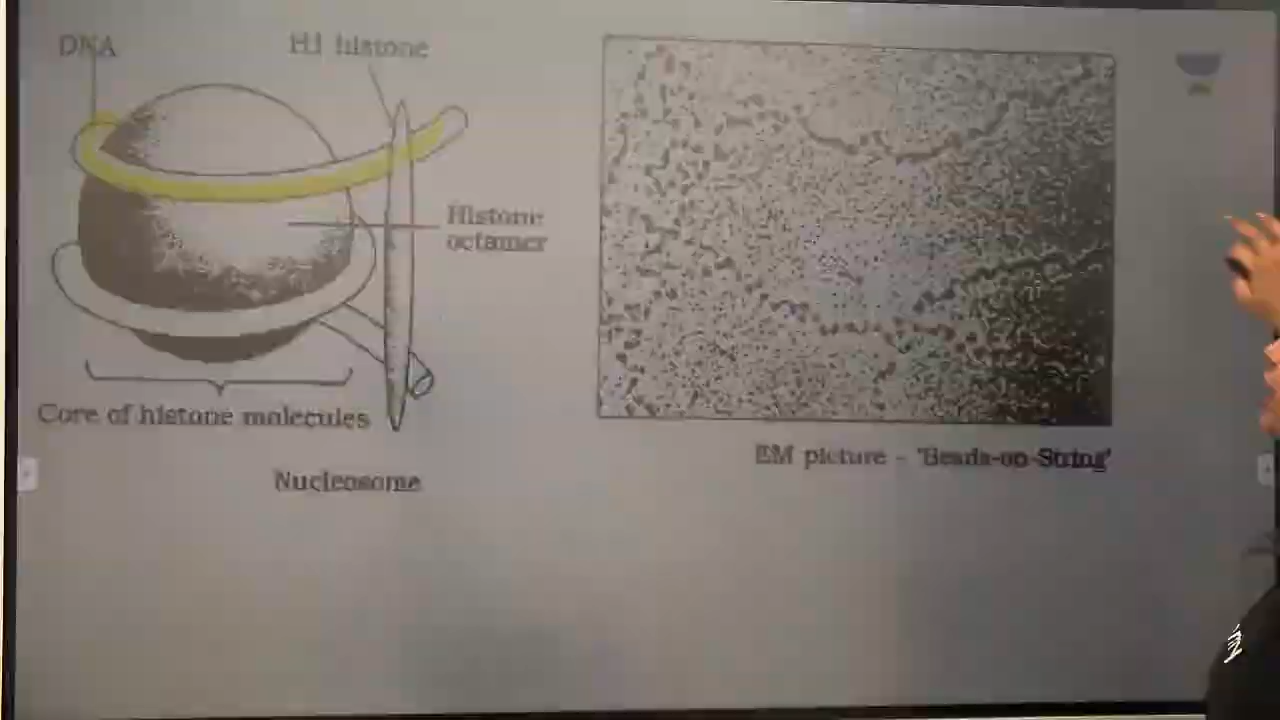 DNA
H1 histone
Histone
octamer
Core of histone molecules
Nucleosome
EM picture - 'Beads-on-String'